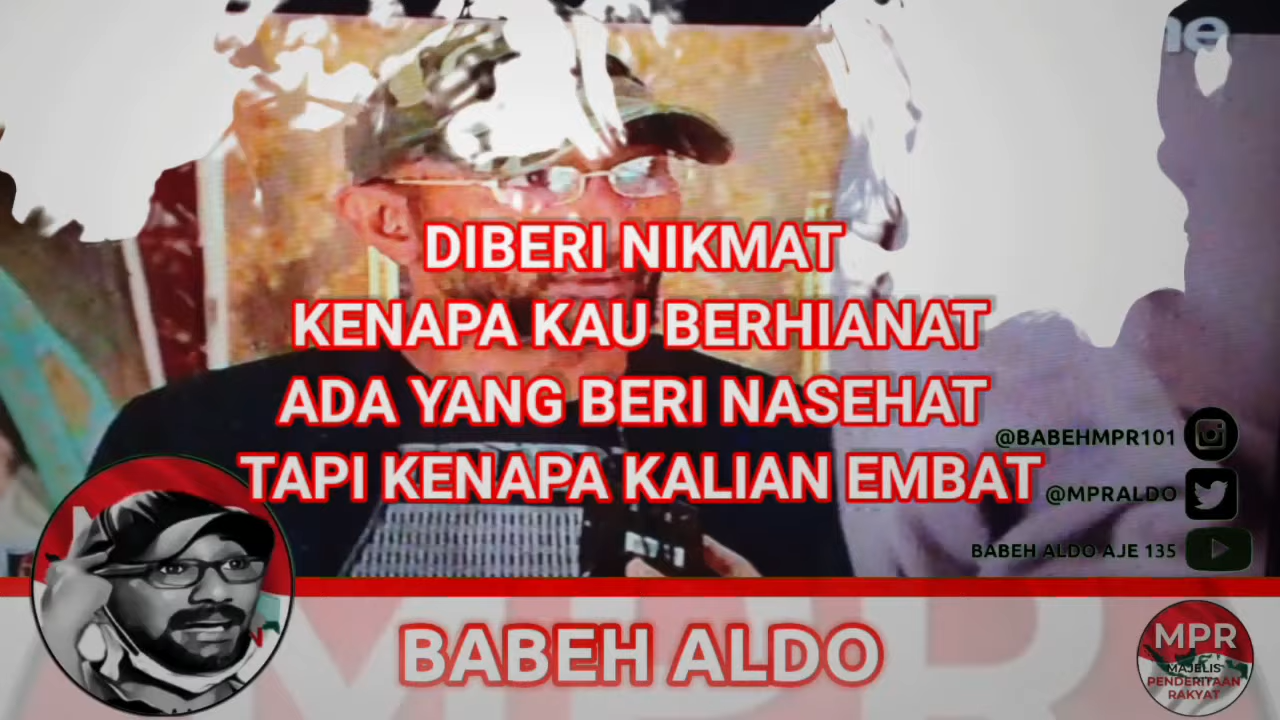 ne
DIBERI NIKMAT
KENAPA KAU BERHIANAT
ADA YANG BERI NASEHAT
TAPI KENAPA KALIAN EMBAT
@BABEHMPR101
@MPRALDO
BABEH ALDO AJE 135
BABEH ALDO
MPR
MAJELIS
PENDERITAAN
RAKYAT